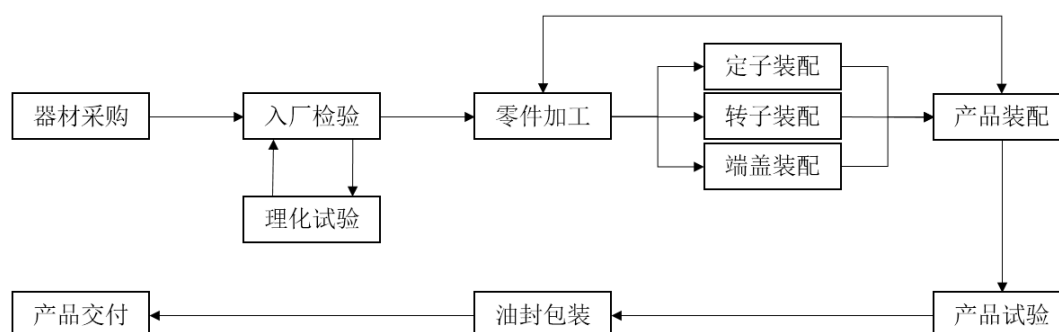 定子装配
器材采购
入厂检验
零件加工
转子装配
产品装配
端盖装配
理化试验
产品交付
油封包装
产品试验